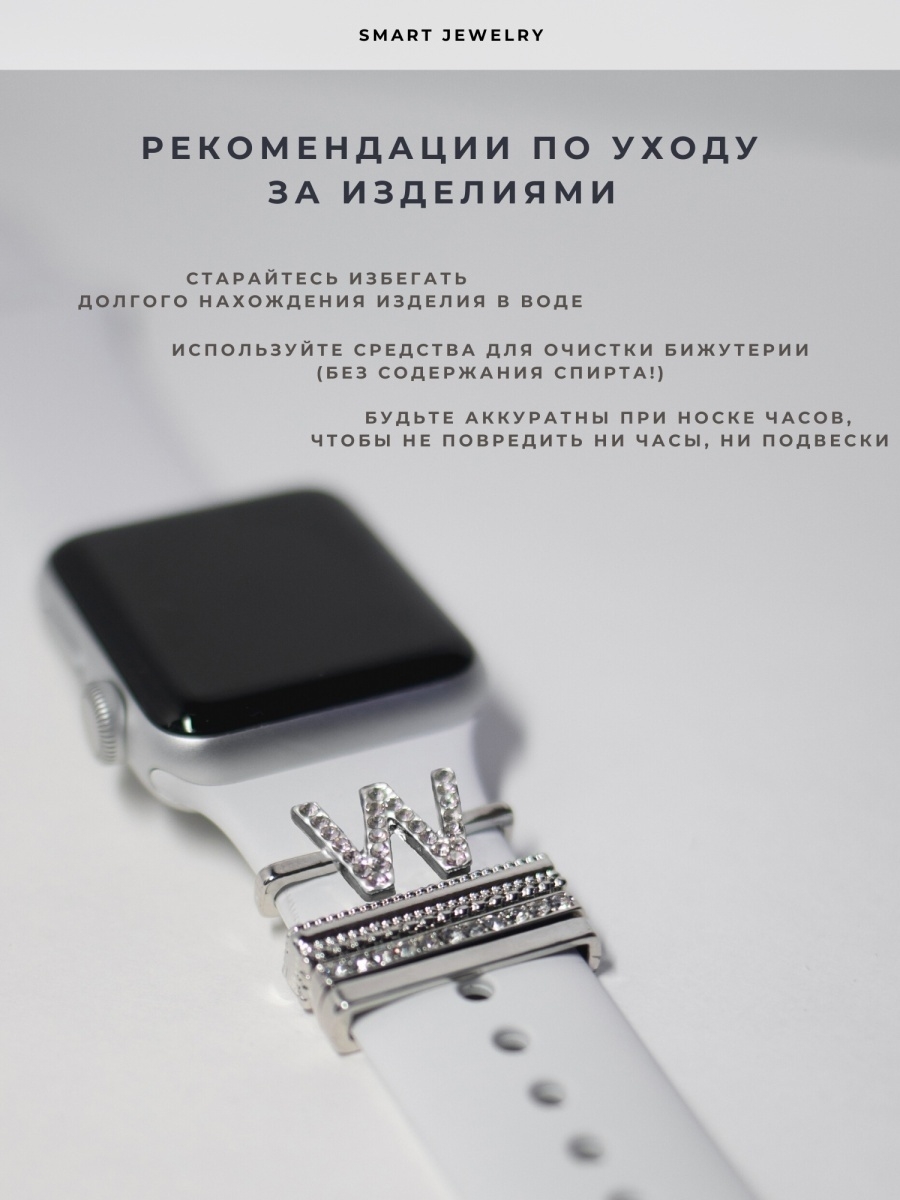 SMART JEWELRY
РЕКОМЕНДАЦИИ ПО УХОДУ
ЗА ИЗДЕЛИЯМИ
СТАРАЙТЕСЬ ИЗБЕГАТЬ
ДОЛГОГО НАХОЖДЕНИЯ ИЗДЕЛИЯ В ВОДЕ
ИСПОЛЬЗУЙТЕ СРЕДСТВА ДЛЯ ОЧИСТКИ БИЖУТЕРИИ
(БЕЗ СОДЕРЖАНИЯ СПИРТА!)
БУДЬТЕ АККУРАТНЫ ПРИ НОСКЕ ЧАСОВ,
ЧТОБЫ НЕ ПОВРЕДИТЬ НИ ЧАСЫ, НИ ПОДВЕСКИ
W